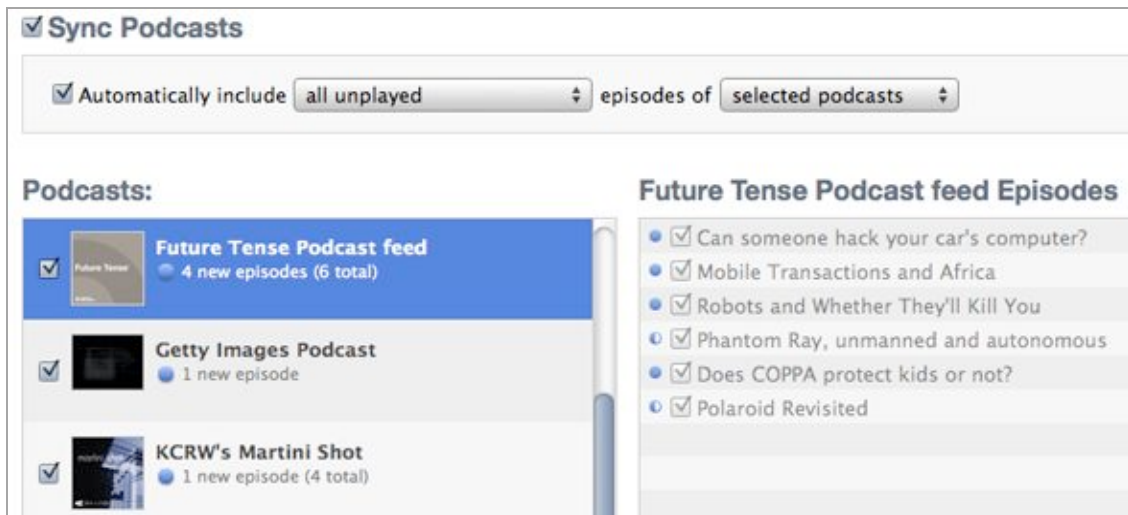 Sync Podcasts
Automatically include all unplayed episodes of selected podcasts
Podcasts:
Future Tense Podcast feed
4 new episodes (6 total)
Future Tense
Getty Images Podcast
1 new episode
KCRW's Martini Shot
1 new episode (4 total)
Future Tense Podcast feed Episodes
Can someone hack your car's computer?
Mobile Transactions and Africa
Robots and Whether They'll Kill You
Phantom Ray, unmanned and autonomous
Does COPPA protect kids or not?
Polaroid Revisited